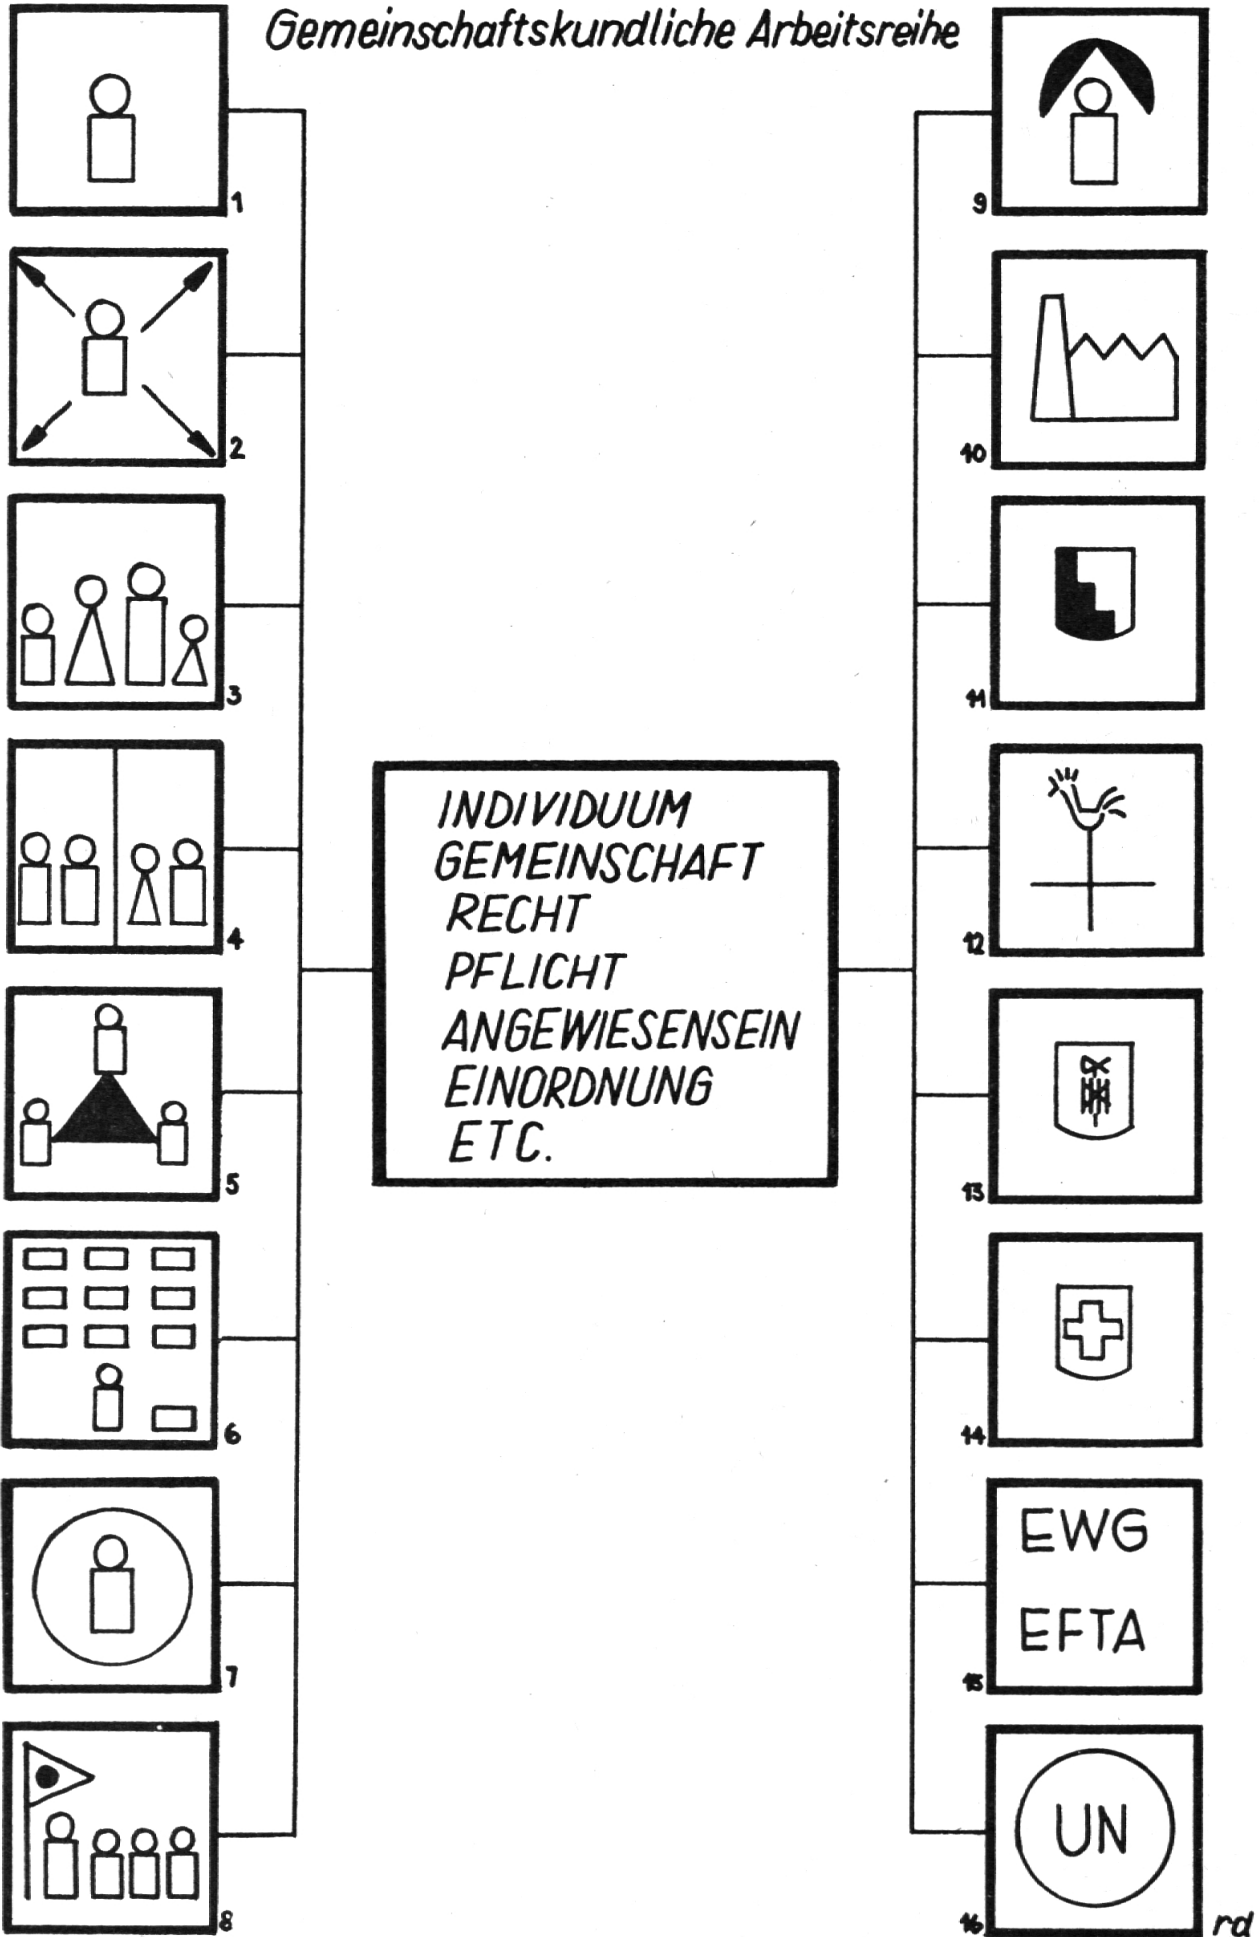 Gemeinschaftskundliche Arbeitsreihe
1
2
3
4
5
6
7
8
INDIVIDUUM
GEMEINSCHAFT
RECHT
PFLICHT
ANGEWIESENSEIN
EINORDNUNG
ETC.
9
10
11
12
13
14
EWG
EFTA
15
UN
16
rd